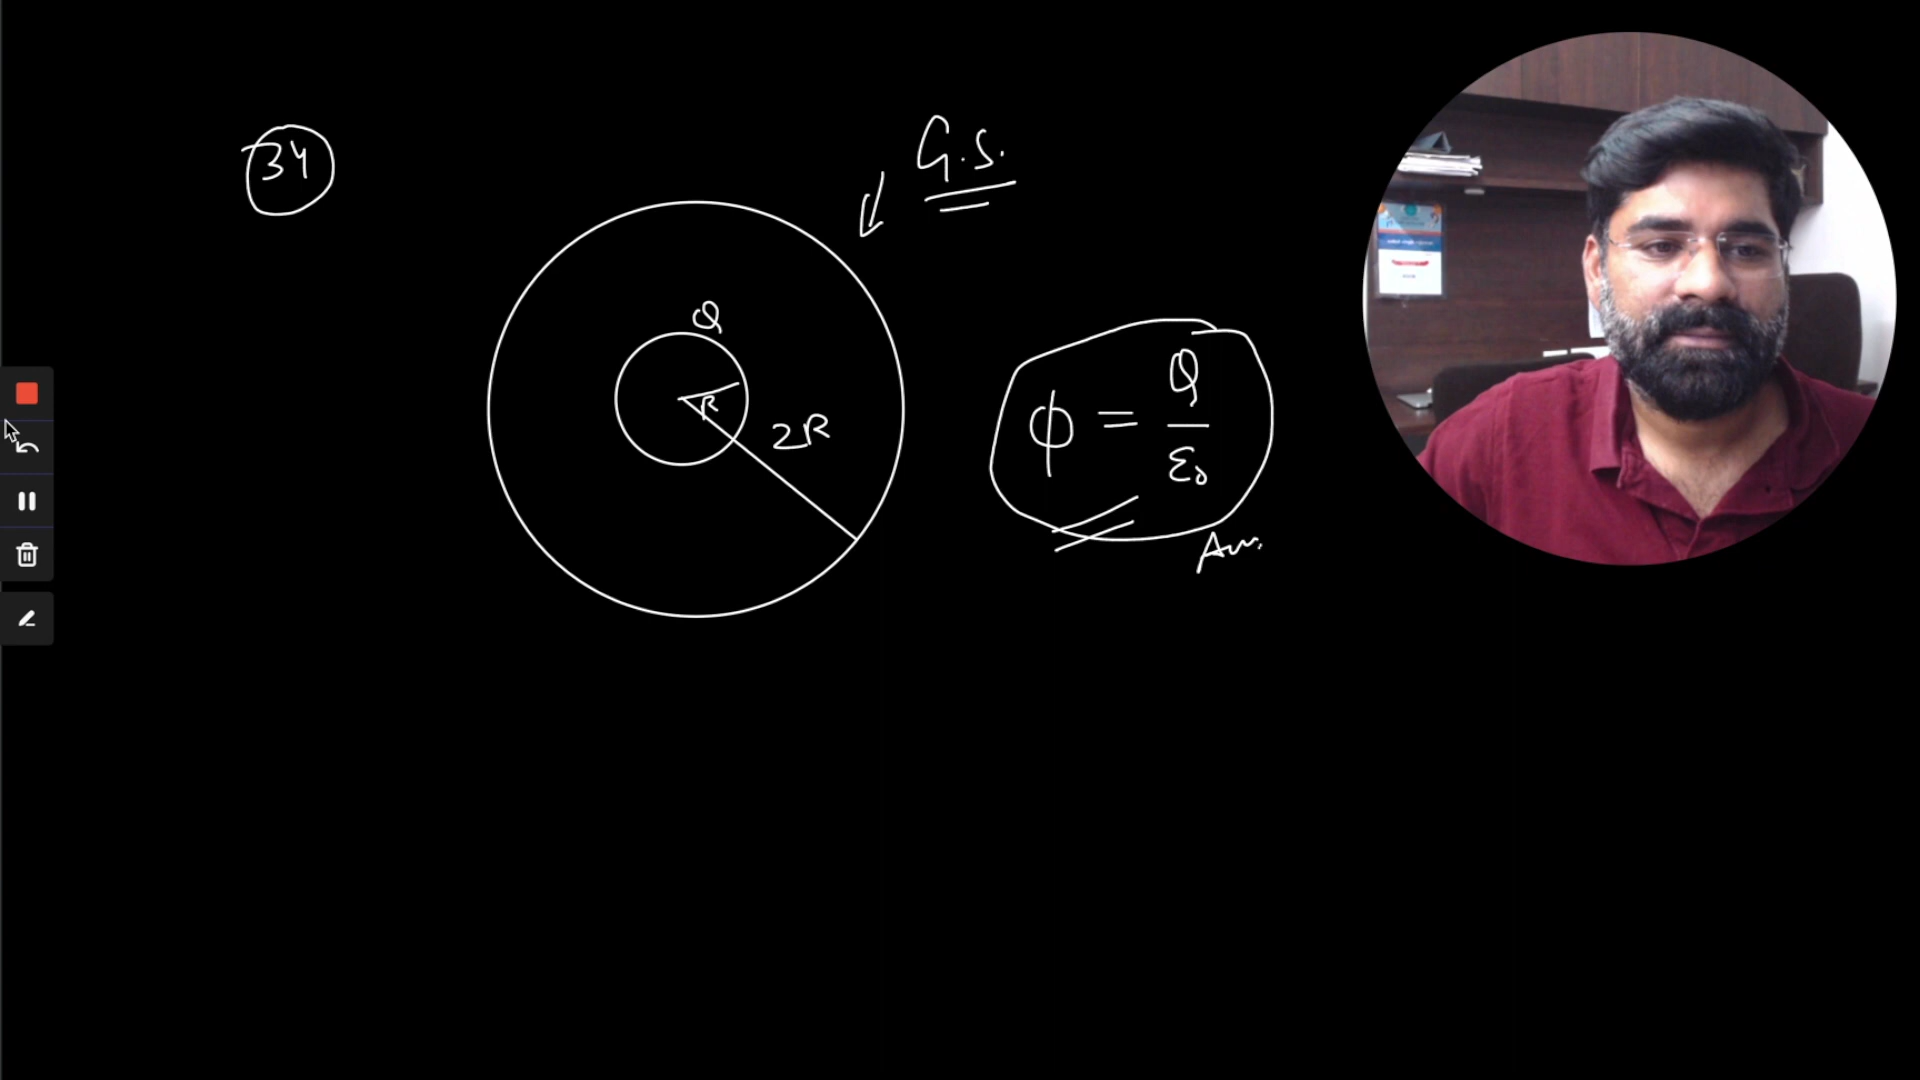 34
G.S.
Q
R
2R
φ = Q / ε₀
Ans.